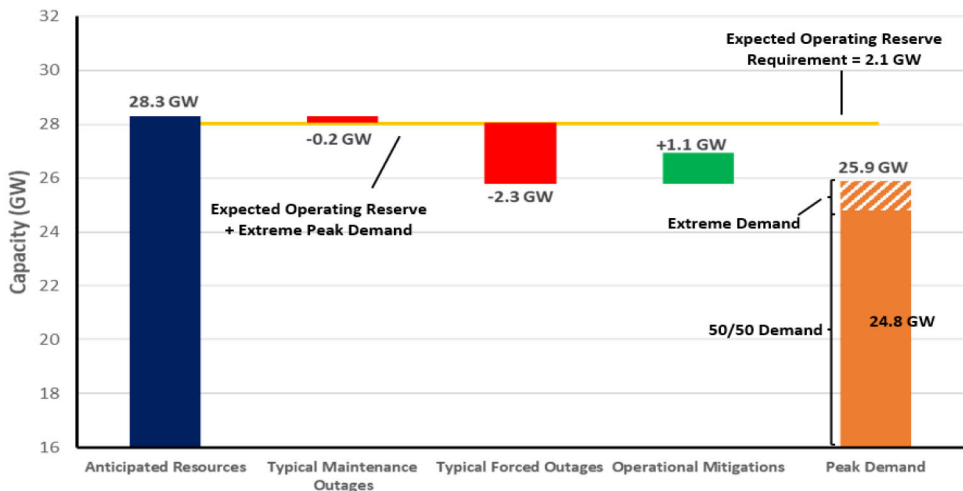 32
30
28
26
24
22
20
18
16
Capacity (GW)
Expected Operating Reserve
Requirement = 2.1 GW
28.3 GW
-0.2 GW
+1.1 GW
25.9 GW
-2.3 GW
Expected Operating Reserve
+ Extreme Peak Demand
Extreme Demand
50/50 Demand
24.8 GW
Anticipated Resources
Typical Maintenance
Outages
Typical Forced Outages
Operational Mitigations
Peak Demand